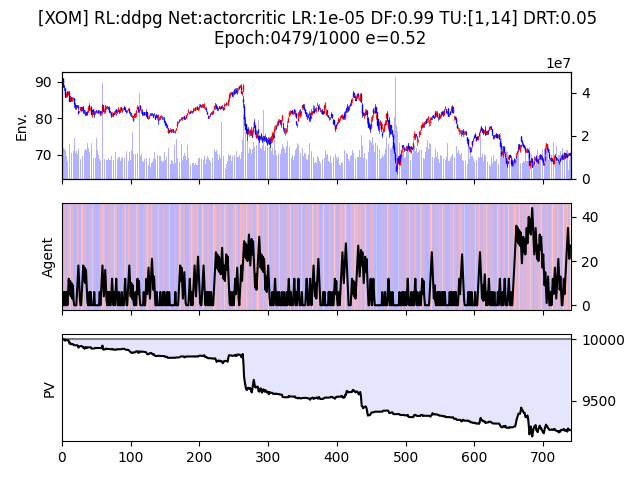 [XOM] RL:ddpg Net:actorcritic LR:1e-05 DF:0.99 TU:[1,14] DRT:0.05
Epoch:0479/1000 e=0.52
1e7
90
80
70
Env.
4
2
0
Agent
40
20
0
PV
10000
9500
0 100 200 300 400 500 600 700